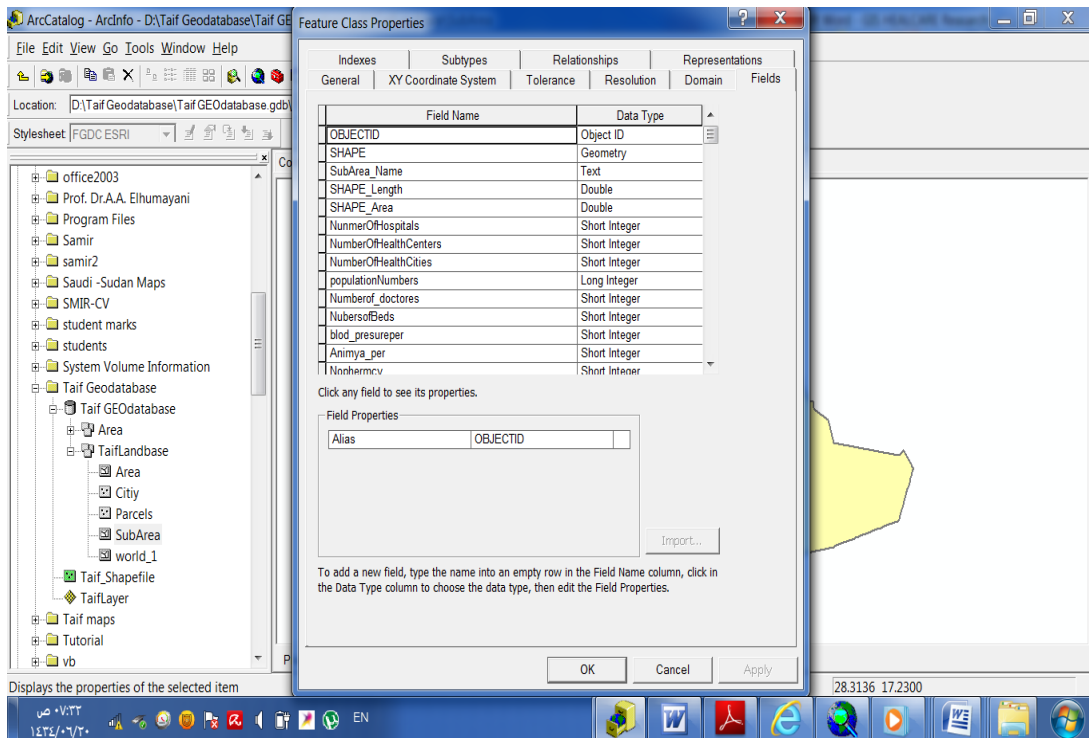 ArcCatalog - ArcInfo - D:\Taif Geodatabase\Taif GE
File Edit View Go Tools Window Help
Location: D:\Taif Geodatabase\Taif GEOdatabase.gdb\
Stylesheet: FGDC ESRI
Co
office2003
Prof. Dr.A.A. Elhumayani
Program Files
Samir
samir2
Saudi -Sudan Maps
SMIR-CV
student marks
students
System Volume Information
Taif Geodatabase
Taif GEOdatabase
Area
TaifLandbase
Area
Citiy
Parcels
SubArea
world_1
Taif_Shapefile
TaifLayer
Taif maps
Tutorial
vb
P
Feature Class Properties
Indexes Subtypes Relationships Representations
General XY Coordinate System Tolerance Resolution Domain Fields
Field Name Data Type
OBJECTID Object ID
SHAPE Geometry
SubArea_Name Text
SHAPE_Length Double
SHAPE_Area Double
NunmerOfHospitals Short Integer
NumberOfHealthCenters Short Integer
NumberOfHealthCities Short Integer
populationNumbers Long Integer
Numberof_doctores Short Integer
NubersofBeds Short Integer
blod_presureper Short Integer
Animya_per Short Integer
Nophermcy Short Integer
Click any field to see its properties.
Field Properties
Alias OBJECTID
Import...
To add a new field, type the name into an empty row in the Field Name column, click in
the Data Type column to choose the data type, then edit the Field Properties.
OK Cancel Apply
Displays the properties of the selected item
28.3136 17.2300
٠٧:٣٢ ص
١٤٣٤/٠٦/٢٠
EN